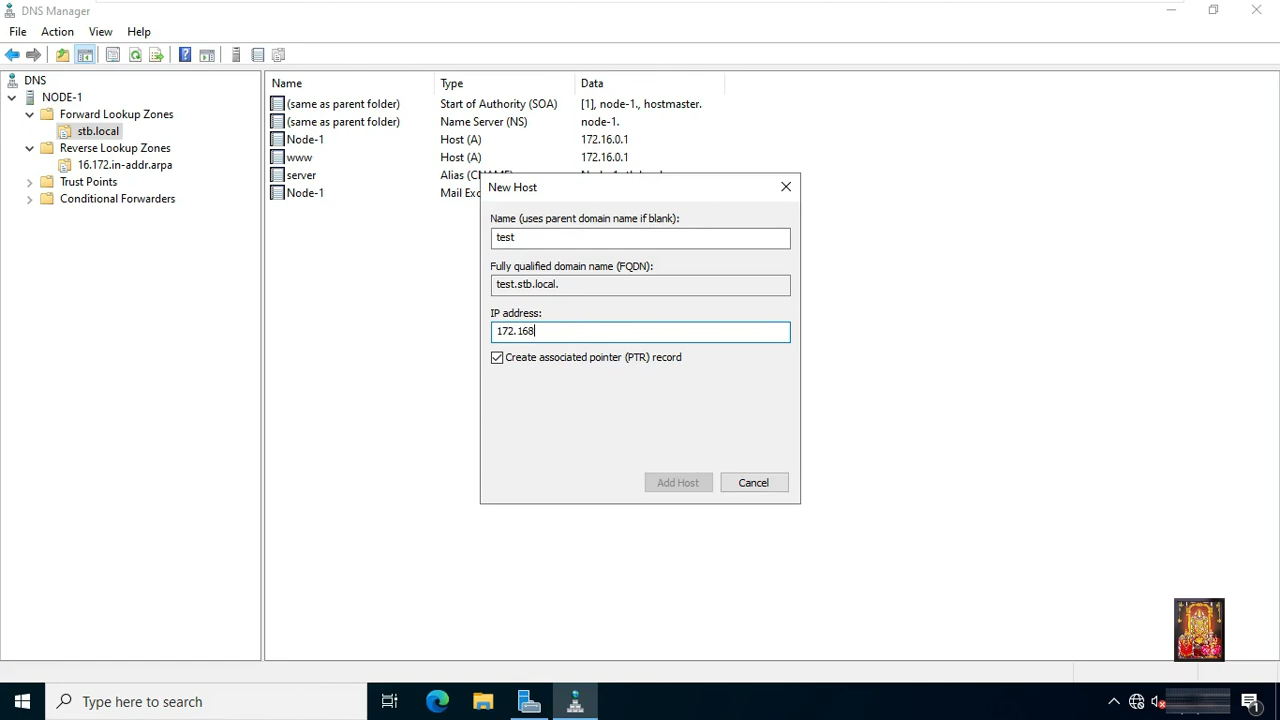 DNS Manager
File Action View Help
DNS
NODE-1
Forward Lookup Zones
stb.local
Reverse Lookup Zones
16.172.in-addr.arpa
Trust Points
Conditional Forwarders
Name Type Data
(same as parent folder) Start of Authority (SOA) [1], node-1., hostmaster.
(same as parent folder) Name Server (NS) node-1.
Node-1 Host (A) 172.16.0.1
www Host (A) 172.16.0.1
server Alias (CN
Node-1 Mail Exc
New Host
Name (uses parent domain name if blank):
test
Fully qualified domain name (FQDN):
test.stb.local.
IP address:
172.168
Create associated pointer (PTR) record
Add Host Cancel
Type here to search
1